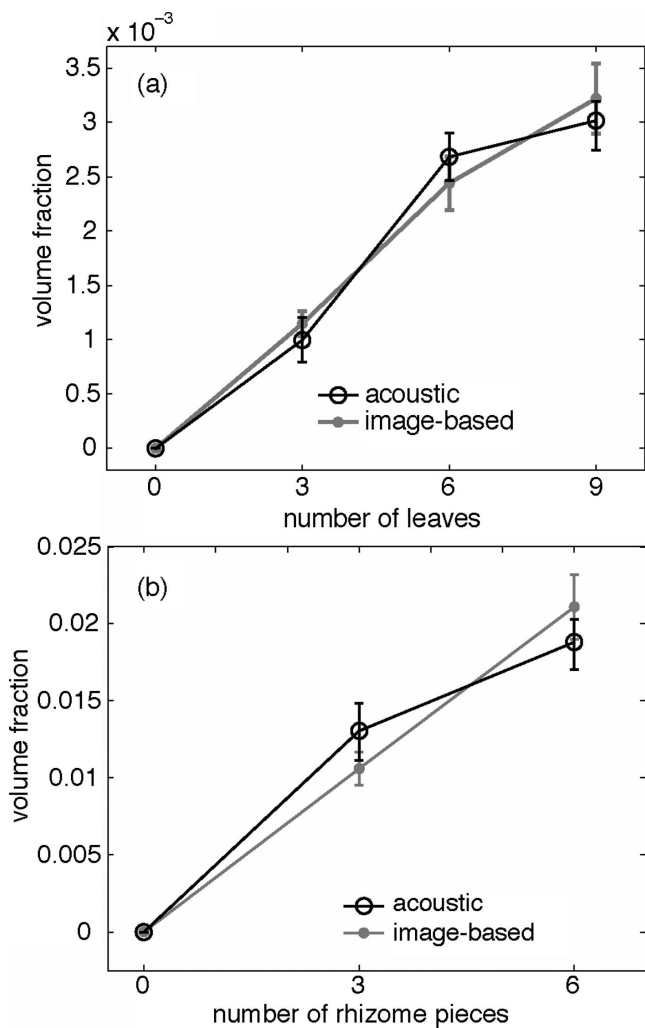 x 10⁻³
(a)
3.5
3
2.5
2
1.5
1
0.5
0
volume fraction
acoustic
image-based
0 3 6 9
number of leaves
(b)
0.025
0.02
0.015
0.01
0.005
0
volume fraction
acoustic
image-based
0 3 6
number of rhizome pieces